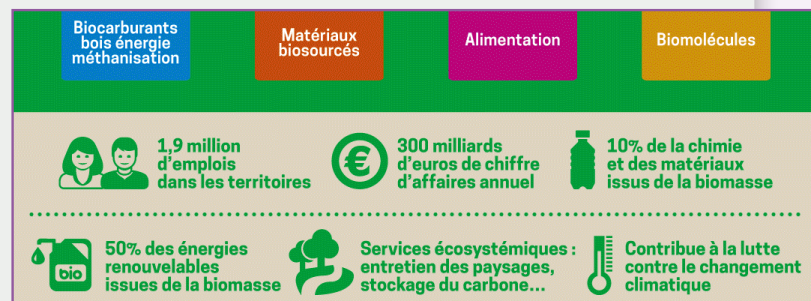 Biocarburants
bois énergie
méthanisation
Matériaux
biosourcés
Alimentation
Biomolécules
1,9 million
d'emplois
dans les territoires
€
300 milliards
d'euros de chiffre
d'affaires annuel
10% de la chimie
et des matériaux
issus de la biomasse
bio
50% des énergies
renouvelables
issues de la biomasse
Services écosystémiques :
entretien des paysages,
stockage du carbone...
Contribue à la lutte
contre le changement
climatique